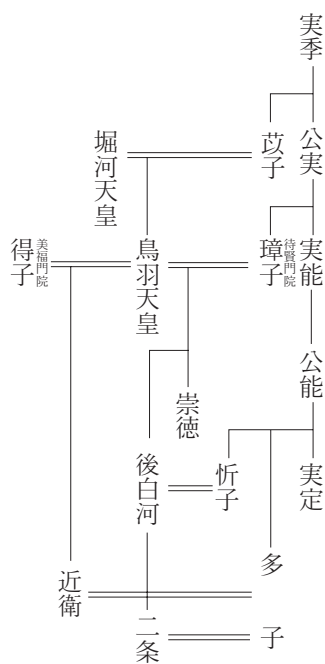 実季
公実
苡子
堀河天皇
実能
待賢門院
璋子
鳥羽天皇
美福門院
得子
公能
崇徳
実定
多子
忻子
後白河
近衛
二条